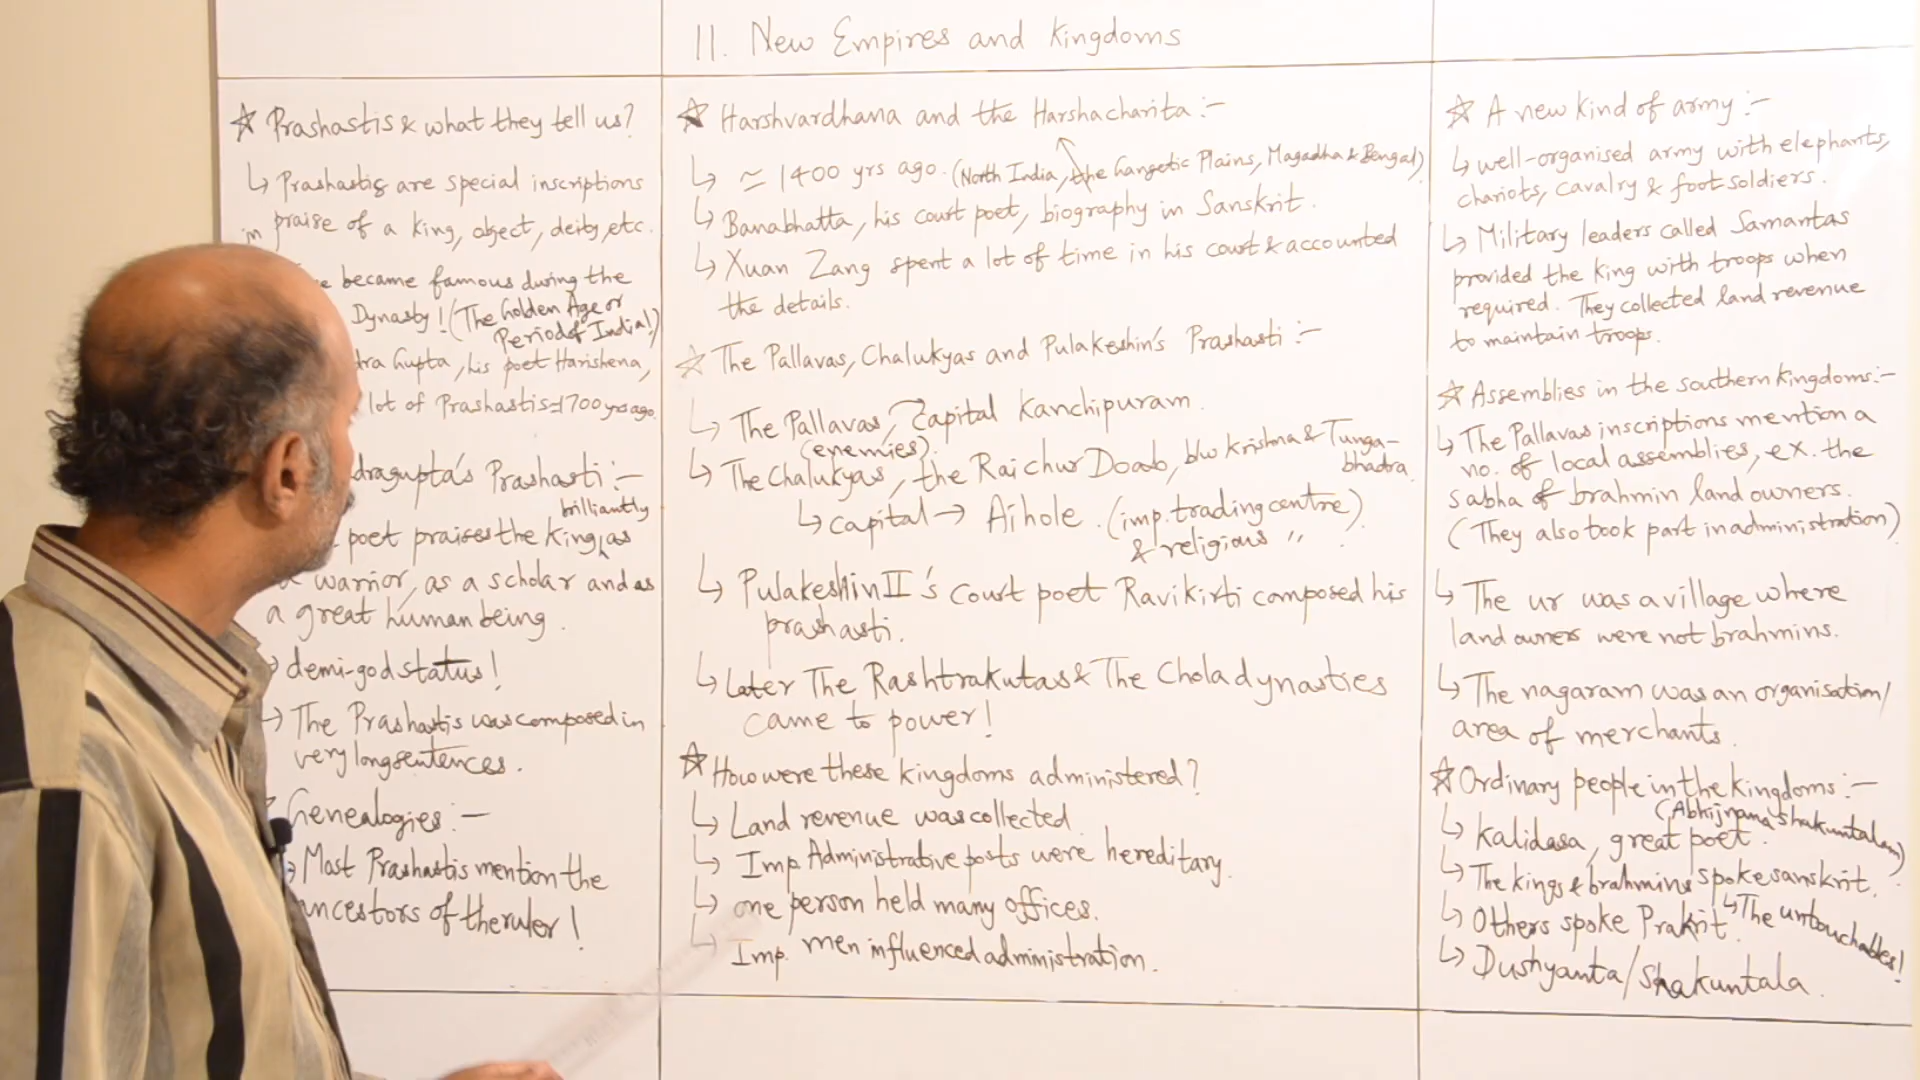 11. New Empires and Kingdoms
☆ Prashastis & what they tell us?
↳ Prashastis are special inscriptions
in praise of a king, object, deity, etc.
became famous during the
Dynasty! (The Golden Age or
Period of India!)
Gupta, his poet Harishena,
lot of Prashastis ≃ 1700 yrs ago.
dragupta's Prashasti :-
brilliantly
poet praises the king ^ as
a warrior, as a scholar and as
a great human being.
demi-god status!
↳ The Prashastis was composed in
very long sentences.
Genealogies :-
Most Prashastis mention the
ancestors of the ruler!
☆ Harshvardhana and the Harshacharita :-
↳ ≃ 1400 yrs ago. (North India, the Gangetic Plains, Magadha & Bengal)
↳ Banabhatta, his court poet, biography in Sanskrit.
↳ Xuan Zang spent a lot of time in his court & accounted
the details.
☆ The Pallavas, Chalukyas and Pulakeshin's Prashasti :-
↳ The Pallavas, capital Kanchipuram.
(enemies)
↳ The Chalukyas, the Raichur Doab, b/w Krishna & Tunga-
bhadra.
↳ capital → Aihole. (imp. trading centre)
& religious "
↳ Pulakeshin II's court poet Ravikirti composed his
prashasti.
↳ Later The Rashtrakutas & The Chola dynasties
came to power!
☆ How were these kingdoms administered?
↳ Land revenue was collected.
↳ Imp. Administrative posts were hereditary.
↳ one person held many offices.
↳ Imp. men influenced administration.
☆ A new kind of army :-
↳ well-organised army with elephants,
chariots, cavalry & foot soldiers.
↳ Military leaders called Samantas
provided the king with troops when
required. They collected land revenue
to maintain troops.
☆ Assemblies in the southern kingdoms :-
↳ The Pallavas inscriptions mention a
no. of local assemblies, ex. the
sabha of brahmin land owners.
(They also took part in administration)
↳ The ur was a village where
land owners were not brahmins.
↳ The nagaram was an organisation/
area of merchants.
☆ Ordinary people in the kingdoms :-
(Abhijnana Shakuntalam)
↳ Kalidasa, great poet.
↳ The kings & brahmins spoke sanskrit.
↳ Others spoke Prakrit.
↳ The untouchables!
↳ Dushyanta/Shakuntala.